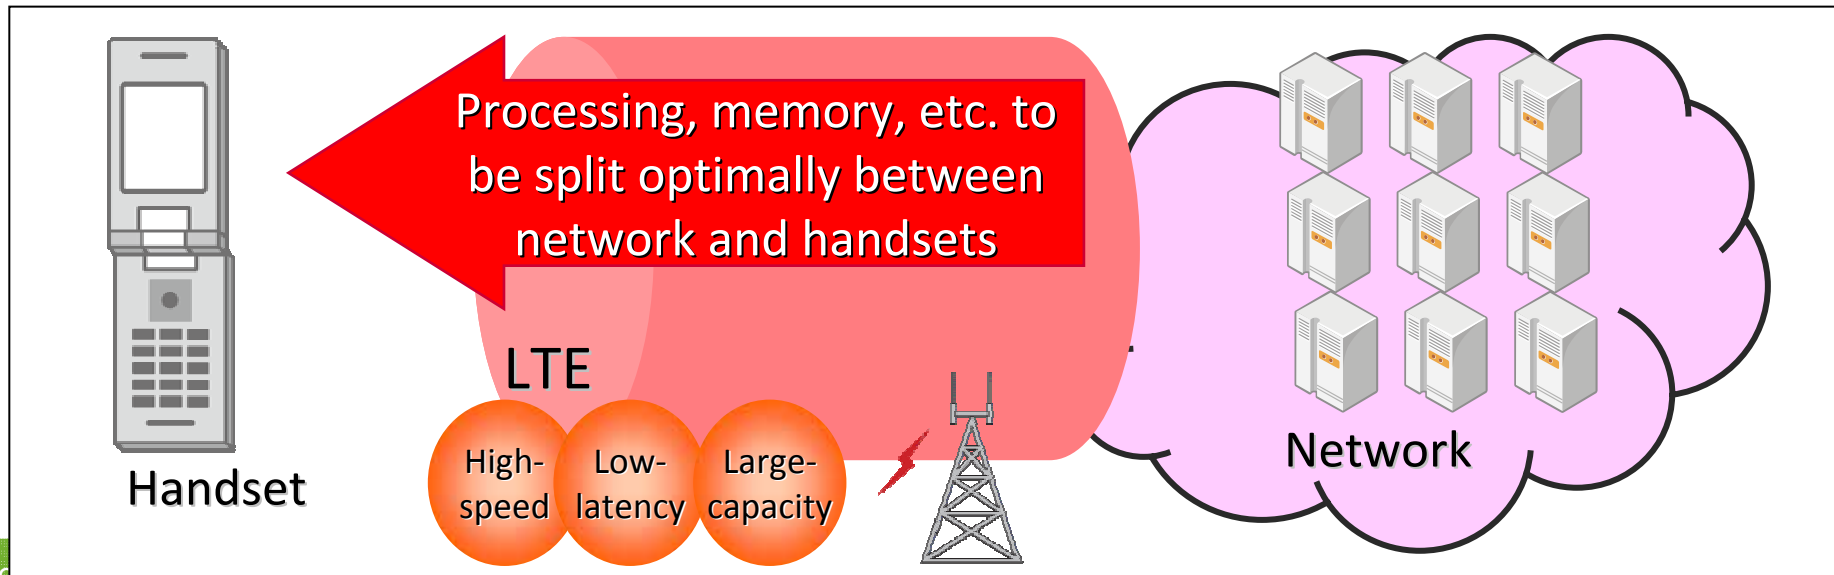 Processing, memory, etc. to
be split optimally between
network and handsets
LTE
High-
speed
Low-
latency
Large-
capacity
Handset
Network